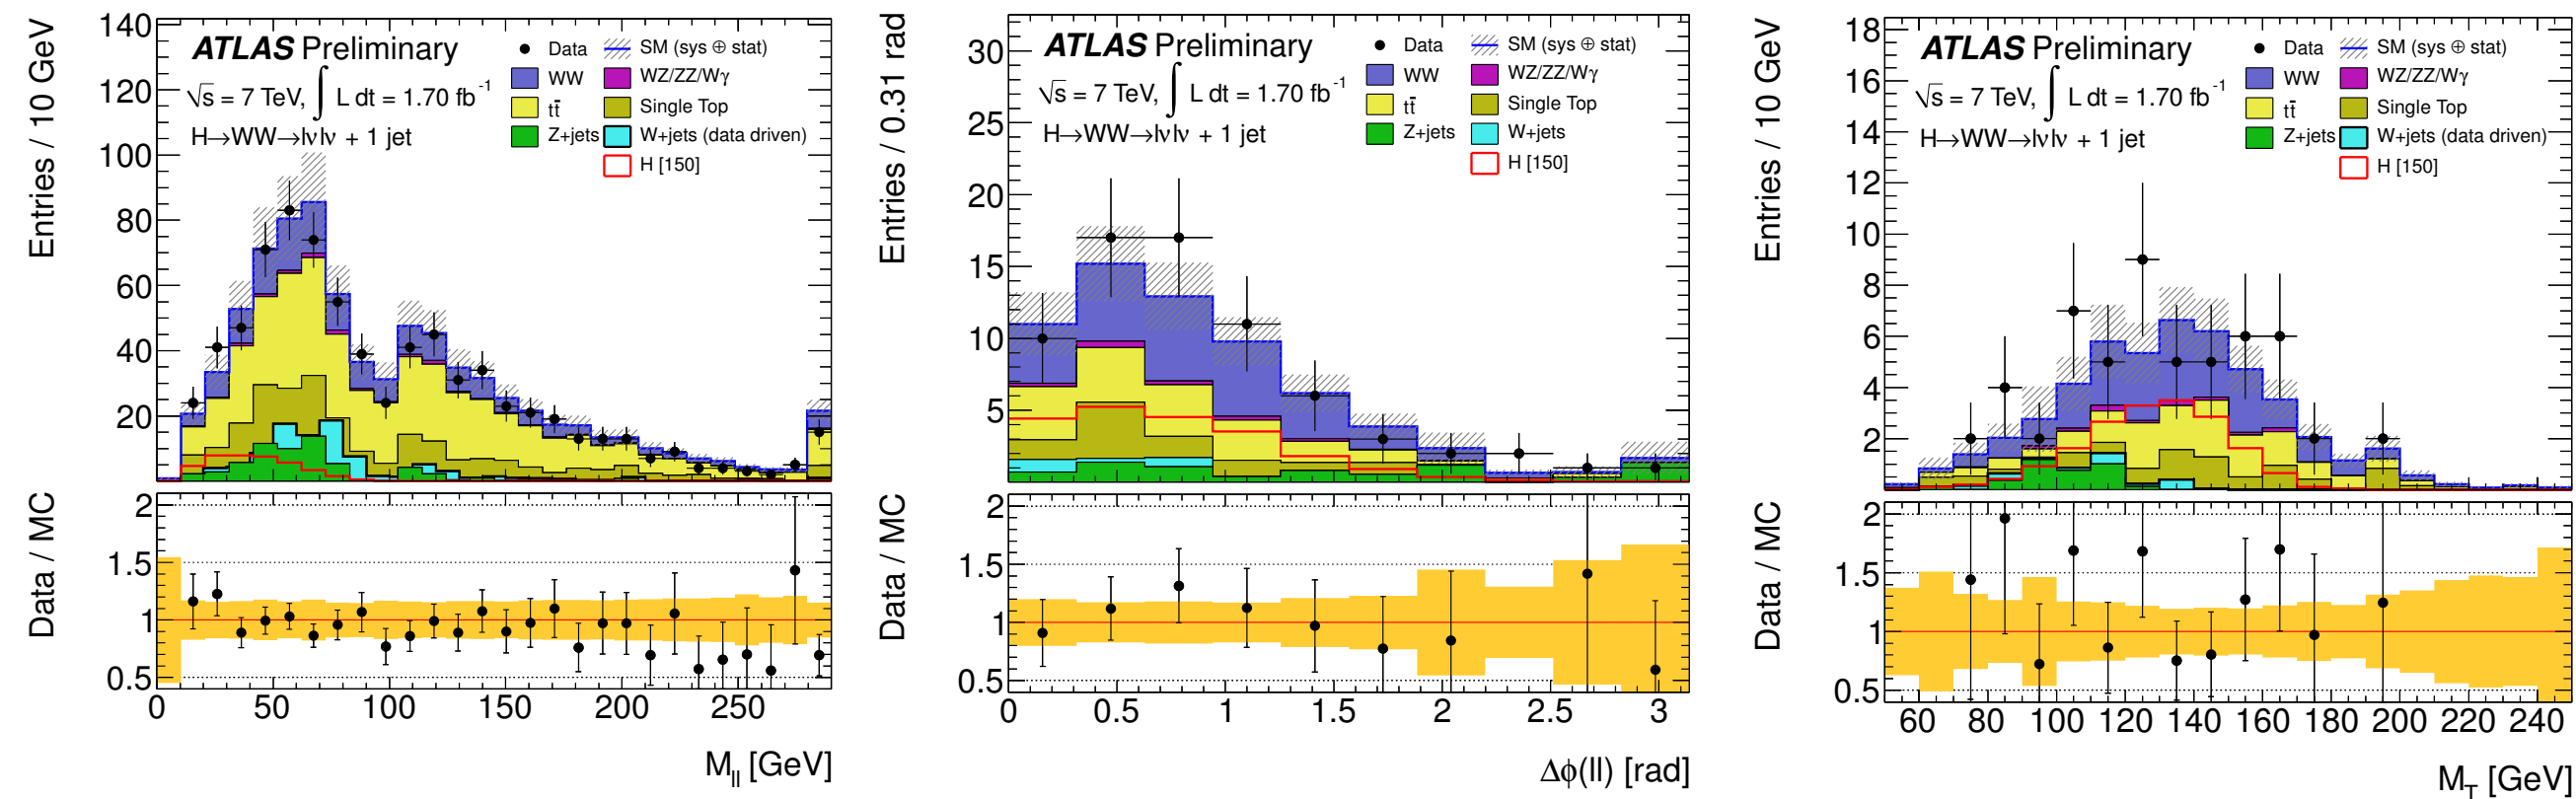 Entries / 10 GeV
140
120
100
80
60
40
20
0
ATLAS Preliminary
√s = 7 TeV, ∫ L dt = 1.70 fb⁻¹
H→WW→lνlν + 1 jet
Data
SM (sys ⊕ stat)
WW
WZ/ZZ/Wγ
tt̄
Single Top
Z+jets
W+jets (data driven)
H [150]
Data / MC
2
1.5
1
0.5
0 50 100 150 200 250
M_ll [GeV]
Entries / 0.31 rad
30
25
20
15
10
5
ATLAS Preliminary
√s = 7 TeV, ∫ L dt = 1.70 fb⁻¹
H→WW→lνlν + 1 jet
Data
SM (sys ⊕ stat)
WW
WZ/ZZ/Wγ
tt̄
Single Top
Z+jets
W+jets
H [150]
Data / MC
2
1.5
1
0.5
0 0.5 1 1.5 2 2.5 3
Δϕ(ll) [rad]
Entries / 10 GeV
18
16
14
12
10
8
6
4
2
ATLAS Preliminary
√s = 7 TeV, ∫ L dt = 1.70 fb⁻¹
H→WW→lνlν + 1 jet
Data
SM (sys ⊕ stat)
WW
WZ/ZZ/Wγ
tt̄
Single Top
Z+jets
W+jets (data driven)
H [150]
Data / MC
2
1.5
1
0.5
60 80 100 120 140 160 180 200 220 240
M_T [GeV]